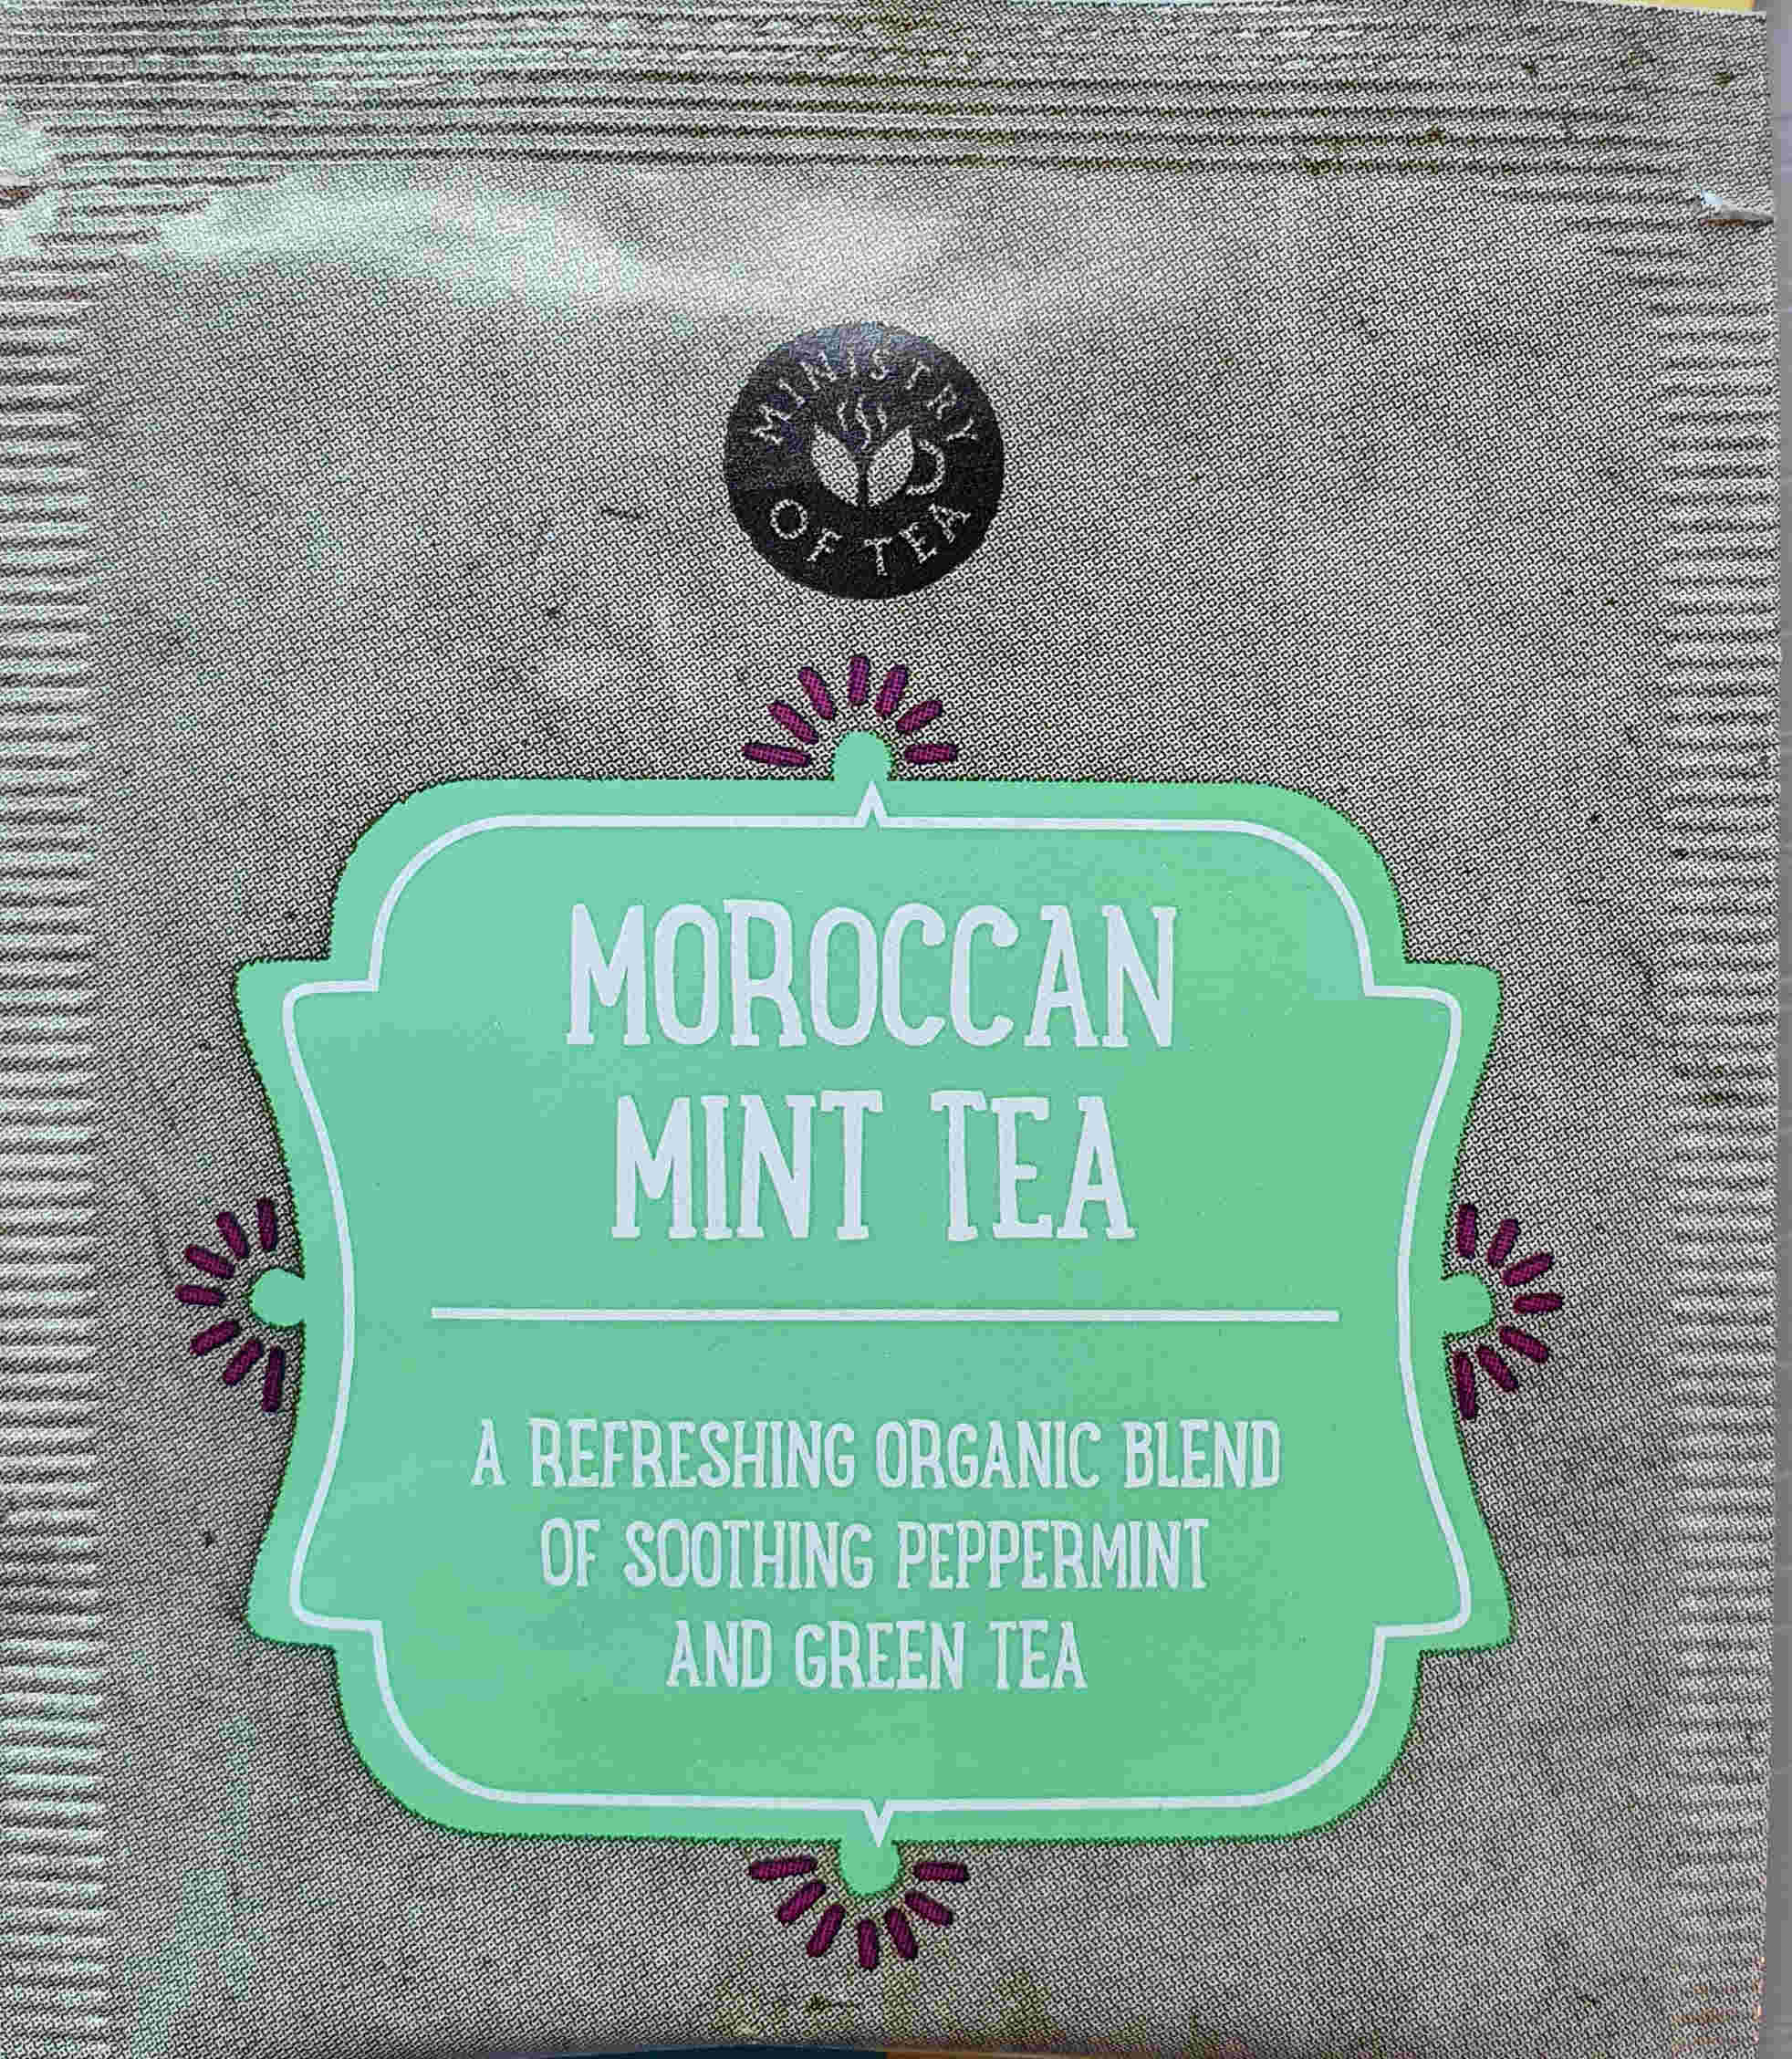 MINISTRY
OF TEA
MOROCCAN
MINT TEA
A REFRESHING ORGANIC BLEND
OF SOOTHING PEPPERMINT
AND GREEN TEA